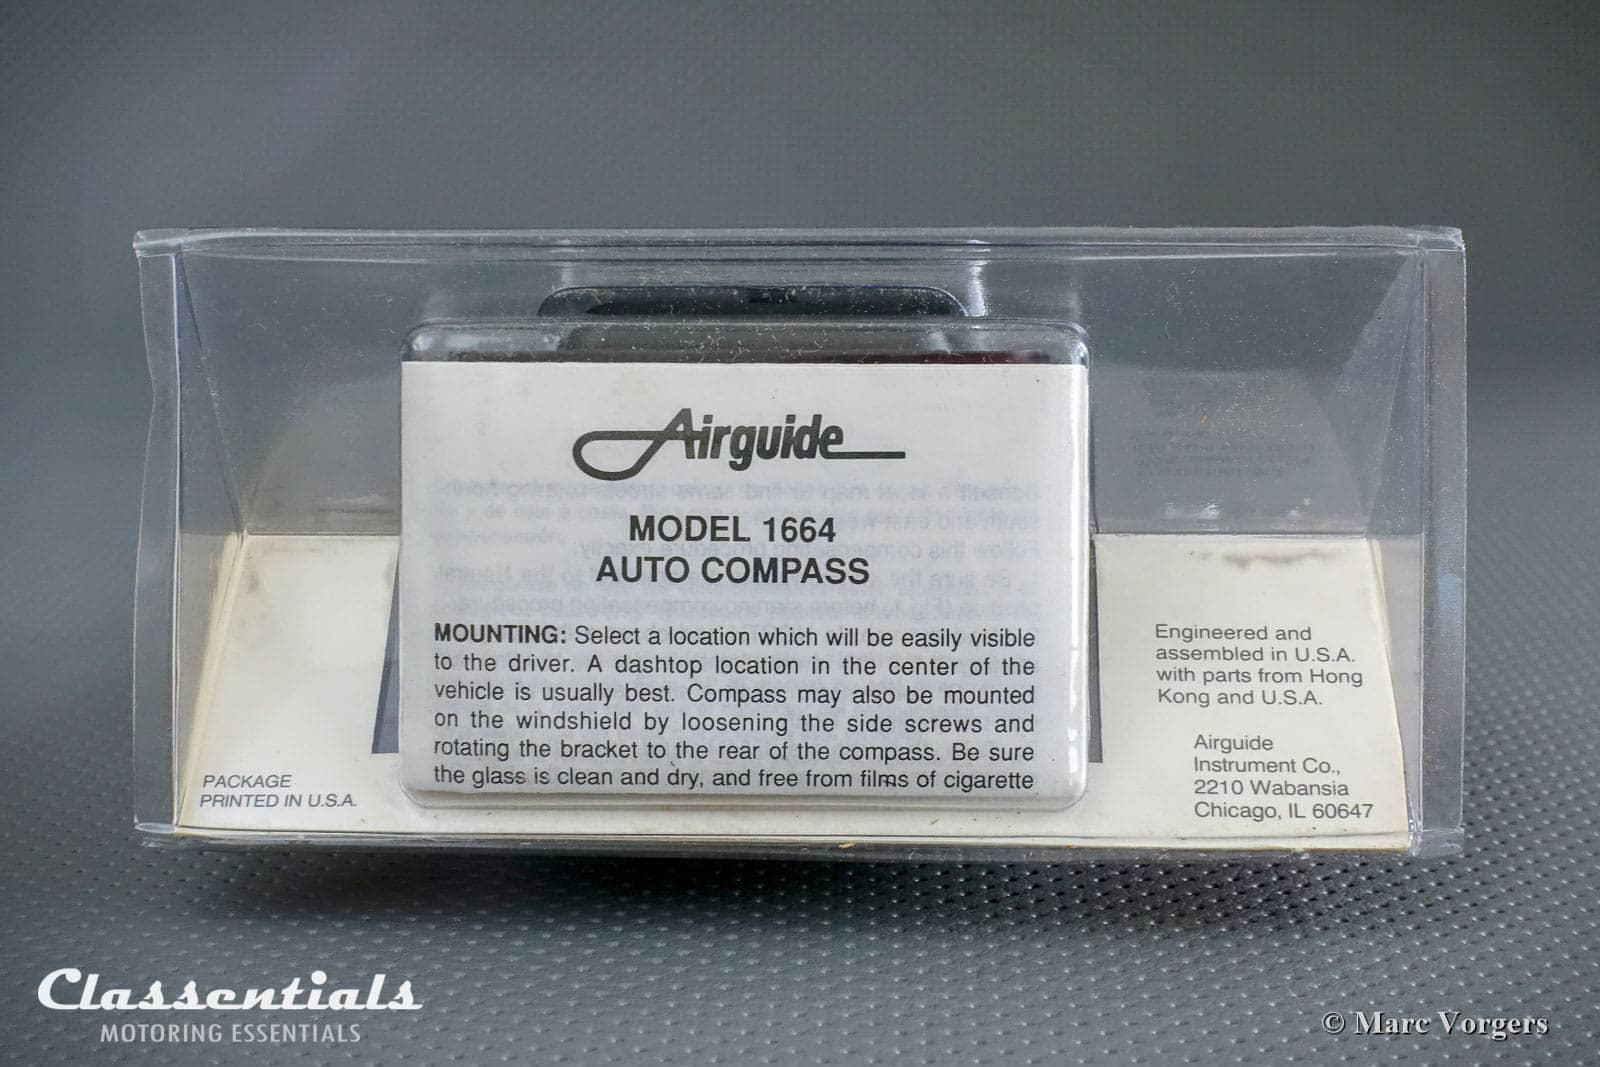 Airguide
MODEL 1664
AUTO COMPASS
MOUNTING: Select a location which will be easily visible
to the driver. A dashtop location in the center of the
vehicle is usually best. Compass may also be mounted
on the windshield by loosening the side screws and
rotating the bracket to the rear of the compass. Be sure
the glass is clean and dry, and free from films of cigarette
PACKAGE
PRINTED IN U.S.A.
Engineered and
assembled in U.S.A.
with parts from Hong
Kong and U.S.A.
Airguide
Instrument Co.,
2210 Wabansia
Chicago, IL 60647
Classentials
MOTORING ESSENTIALS
© Marc Vorgers